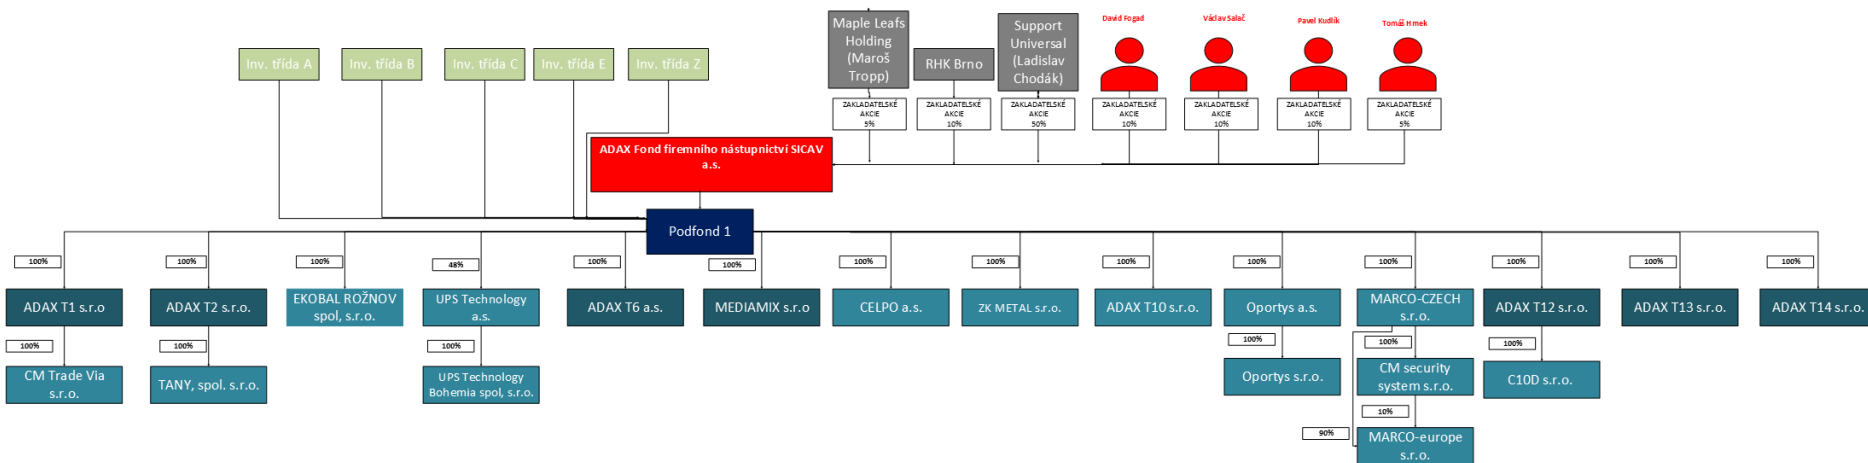 Maple Leafs
Holding
(Maroš
Tropp)
RHK Brno
Support
Universal
(Ladislav
Chodák)
David Fogad
Václav Salač
Pavel Kudlík
Tomáš Hrnek
Inv. třída A
Inv. třída B
Inv. třída C
Inv. třída E
Inv. třída Z
ZAKLADATELSKÉ
AKCIE
5%
ZAKLADATELSKÉ
AKCIE
10%
ZAKLADATELSKÉ
AKCIE
50%
ZAKLADATELSKÉ
AKCIE
10%
ZAKLADATELSKÉ
AKCIE
10%
ZAKLADATELSKÉ
AKCIE
10%
ZAKLADATELSKÉ
AKCIE
5%
ADAX Fond firemního nástupnictví SICAV
a.s.
Podfond 1
100%
100%
100%
48%
100%
100%
100%
100%
100%
100%
100%
100%
100%
100%
ADAX T1 s.r.o
ADAX T2 s.r.o.
EKOBAL ROŽNOV
spol, s.r.o.
UPS Technology
a.s.
ADAX T6 a.s.
MEDIAMIX s.r.o
CELPO a.s.
ZK METAL s.r.o.
ADAX T10 s.r.o.
Oportys a.s.
MARCO-CZECH
s.r.o.
ADAX T12 s.r.o.
ADAX T13 s.r.o.
ADAX T14 s.r.o.
100%
100%
100%
100%
100%
100%
CM Trade Via
s.r.o.
TANY, spol. s.r.o.
UPS Technology
Bohemia spol, s.r.o.
Oportys s.r.o.
CM security
system s.r.o.
C10D s.r.o.
10%
90%
MARCO-europe
s.r.o.